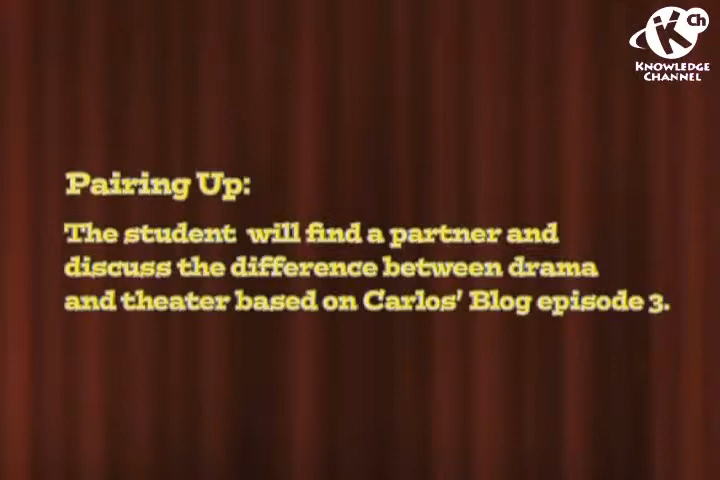 Ch
K
KNOWLEDGE
CHANNEL
Pairing Up:
The student will find a partner and
discuss the difference between drama
and theater based on Carlos' Blog episode 3.